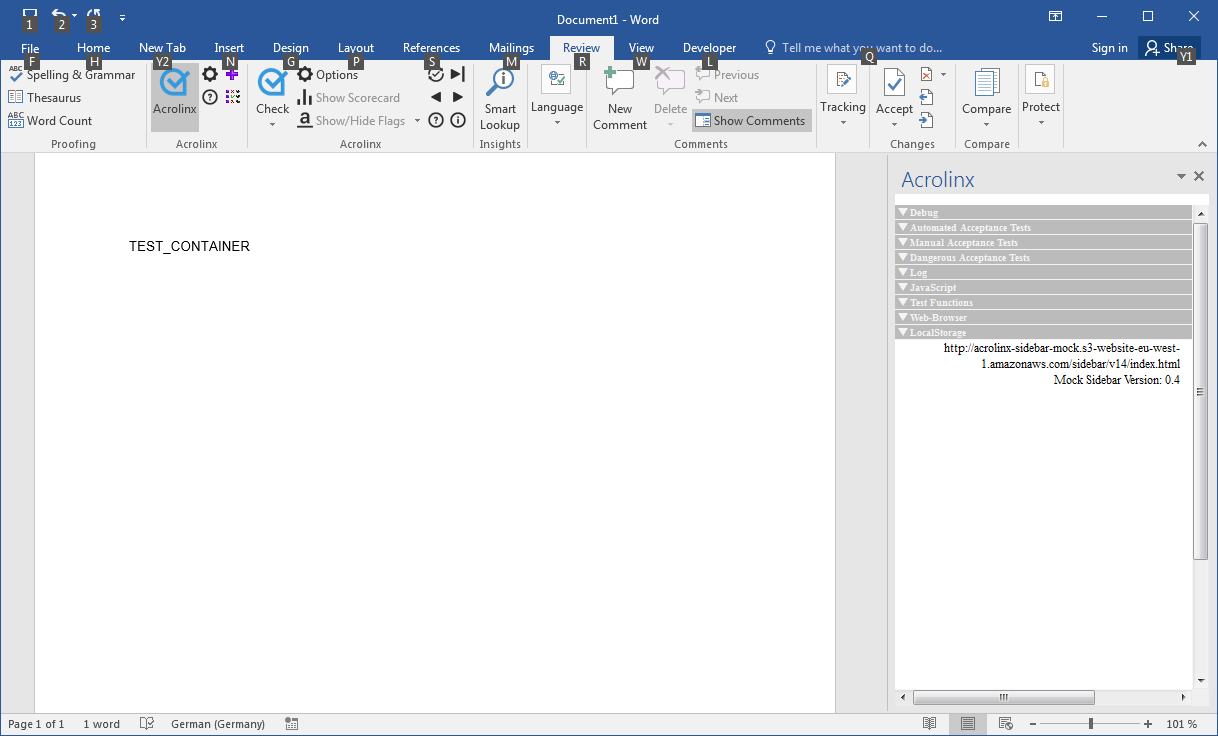 Document1 - Word
1
2
3
File
Home
New Tab
Insert
Design
Layout
References
Mailings
Review
View
Developer
Tell me what you want to do...
Sign in
Share
F
H
Y2
N
G
P
S
M
R
W
L
Q
Y1
ABC
Spelling & Grammar
Thesaurus
ABC
123
Word Count
Proofing
Acrolinx
Acrolinx
Check
Options
Show Scorecard
Show/Hide Flags
Acrolinx
Smart
Lookup
Insights
Language
New
Comment
Delete
Previous
Next
Show Comments
Comments
Tracking
Accept
Changes
Compare
Compare
Protect
TEST_CONTAINER
Acrolinx
Debug
Automated Acceptance Tests
Manual Acceptance Tests
Dangerous Acceptance Tests
Log
JavaScript
Test Functions
Web-Browser
LocalStorage
http://acrolinx-sidebar-mock.s3-website-eu-west-
1.amazonaws.com/sidebar/v14/index.html
Mock Sidebar Version: 0.4
Page 1 of 1
1 word
German (Germany)
101 %